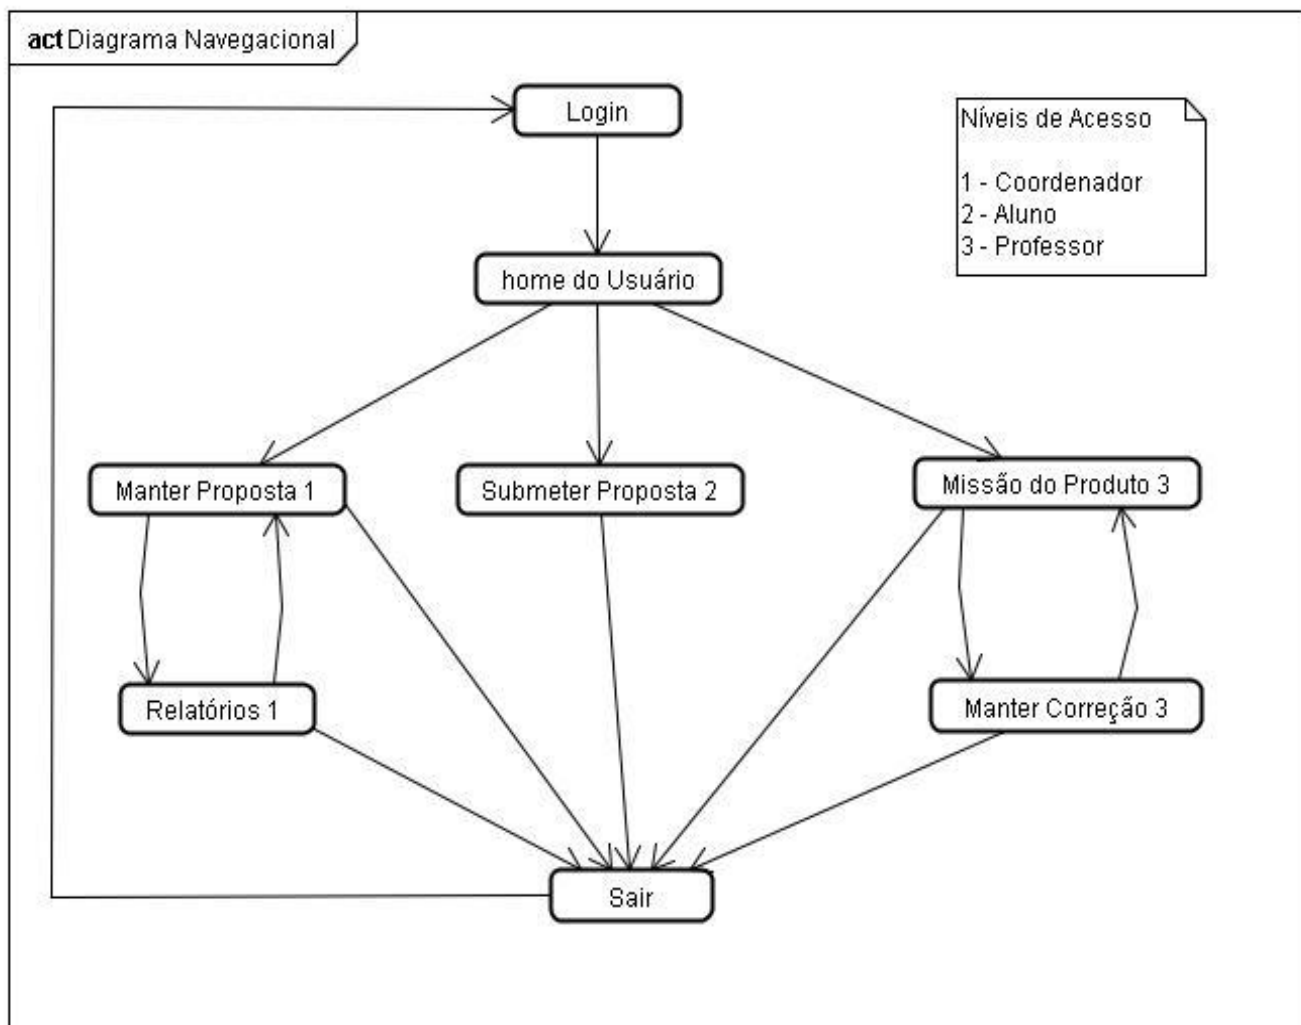 act Diagrama Navegacional
Login
Níveis de Acesso
1 - Coordenador
2 - Aluno
3 - Professor
home do Usuário
Manter Proposta 1
Submeter Proposta 2
Missão do Produto 3
Relatórios 1
Manter Correção 3
Sair